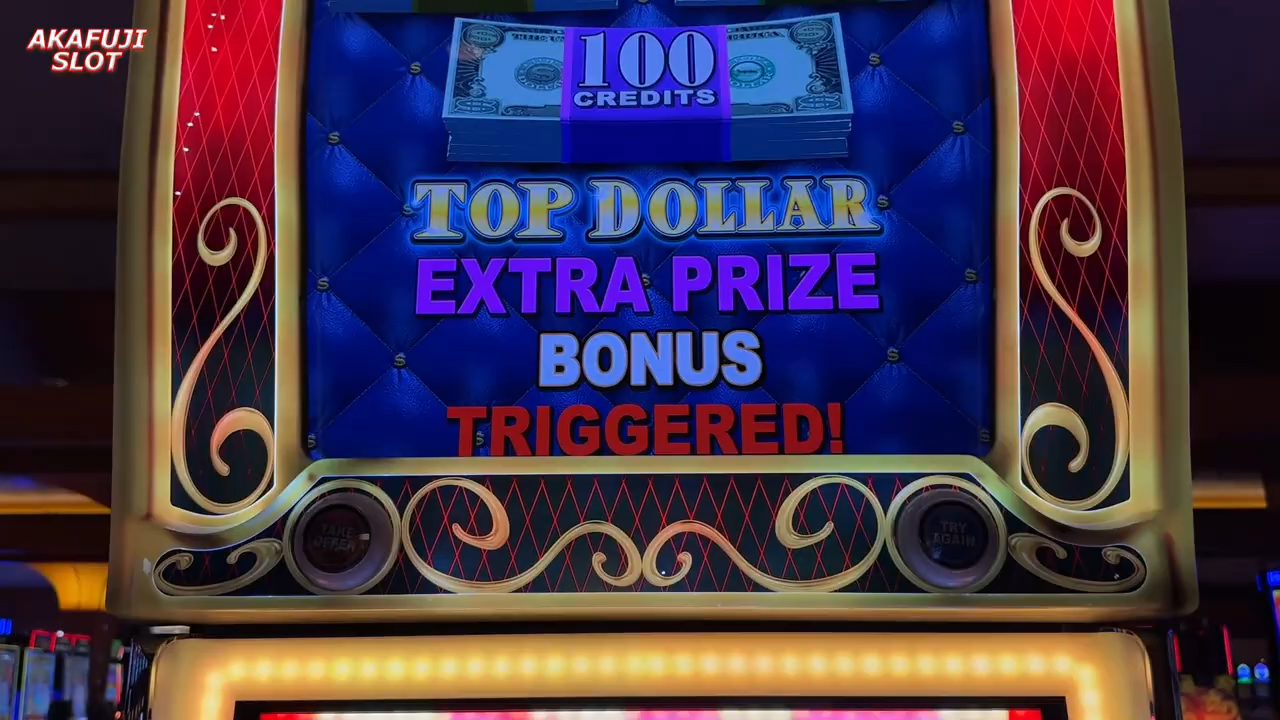 AKAFUJI
SLOT
100
CREDITS
TOP DOLLAR
EXTRA PRIZE
BONUS
TRIGGERED!
TAKE
OFFER
TRY
AGAIN